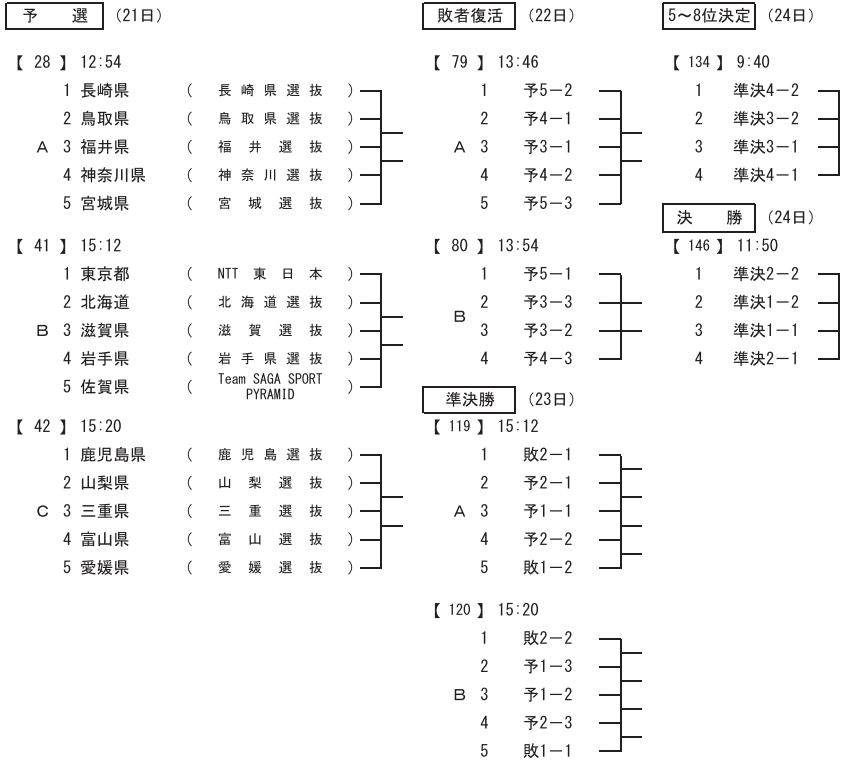 予 選 （21日）
【 28 】 12:54
1 長崎県 （ 長 崎 県 選 抜 ）
2 鳥取県 （ 鳥 取 県 選 抜 ）
A 3 福井県 （ 福 井 選 抜 ）
4 神奈川県 （ 神 奈 川 選 抜 ）
5 宮城県 （ 宮 城 選 抜 ）
【 41 】 15:12
1 東京都 （ NTT 東 日 本 ）
2 北海道 （ 北 海 道 選 抜 ）
B 3 滋賀県 （ 滋 賀 選 抜 ）
4 岩手県 （ 岩 手 県 選 抜 ）
5 佐賀県 （ Team SAGA SPORT
PYRAMID ）
【 42 】 15:20
1 鹿児島県 （ 鹿 児 島 選 抜 ）
2 山梨県 （ 山 梨 選 抜 ）
C 3 三重県 （ 三 重 選 抜 ）
4 富山県 （ 富 山 選 抜 ）
5 愛媛県 （ 愛 媛 選 抜 ）
敗者復活 （22日）
【 79 】 13:46
1 予5－2
2 予4－1
A 3 予3－1
4 予4－2
5 予5－3
【 80 】 13:54
1 予5－1
2 予3－3
B
3 予3－2
4 予4－3
準決勝 （23日）
【 119 】 15:12
1 敗2－1
2 予2－1
A 3 予1－1
4 予2－2
5 敗1－2
【 120 】 15:20
1 敗2－2
2 予1－3
B 3 予1－2
4 予2－3
5 敗1－1
5～8位決定 （24日）
【 134 】 9:40
1 準決4－2
2 準決3－2
3 準決3－1
4 準決4－1
決 勝 （24日）
【 146 】 11:50
1 準決2－2
2 準決1－2
3 準決1－1
4 準決2－1